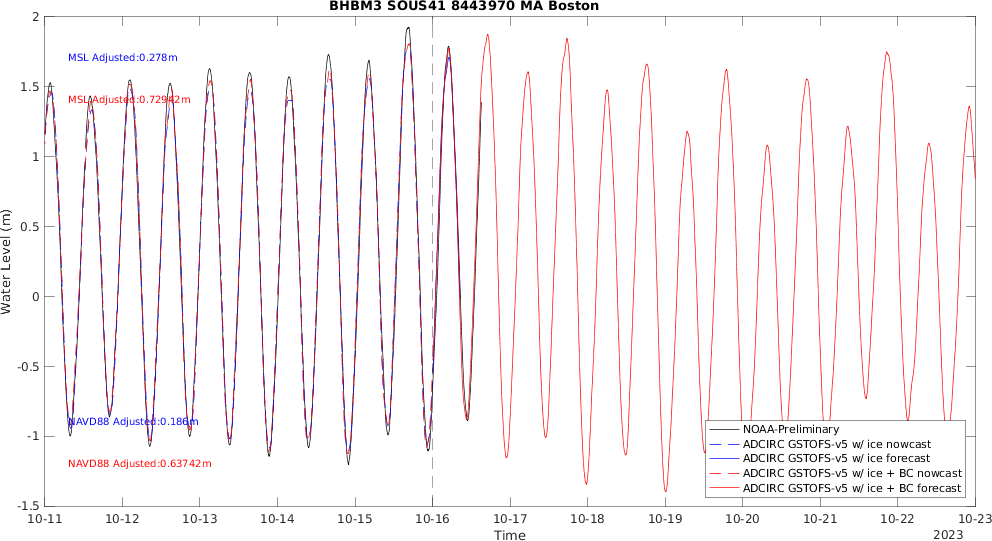 BHBM3 SOUS41 8443970 MA Boston
2
MSL Adjusted:0.278m
1.5
MSL Adjusted:0.72942m
1
0.5
Water Level (m)
0
-0.5
NAVD88 Adjusted:0.186m
-1
NAVD88 Adjusted:0.63742m
-1.5
NOAA-Preliminary
ADCIRC GSTOFS-v5 w/ ice nowcast
ADCIRC GSTOFS-v5 w/ ice forecast
ADCIRC GSTOFS-v5 w/ ice + BC nowcast
ADCIRC GSTOFS-v5 w/ ice + BC forecast
10-11 10-12 10-13 10-14 10-15 10-16 10-17 10-18 10-19 10-20 10-21 10-22 10-23
Time
2023